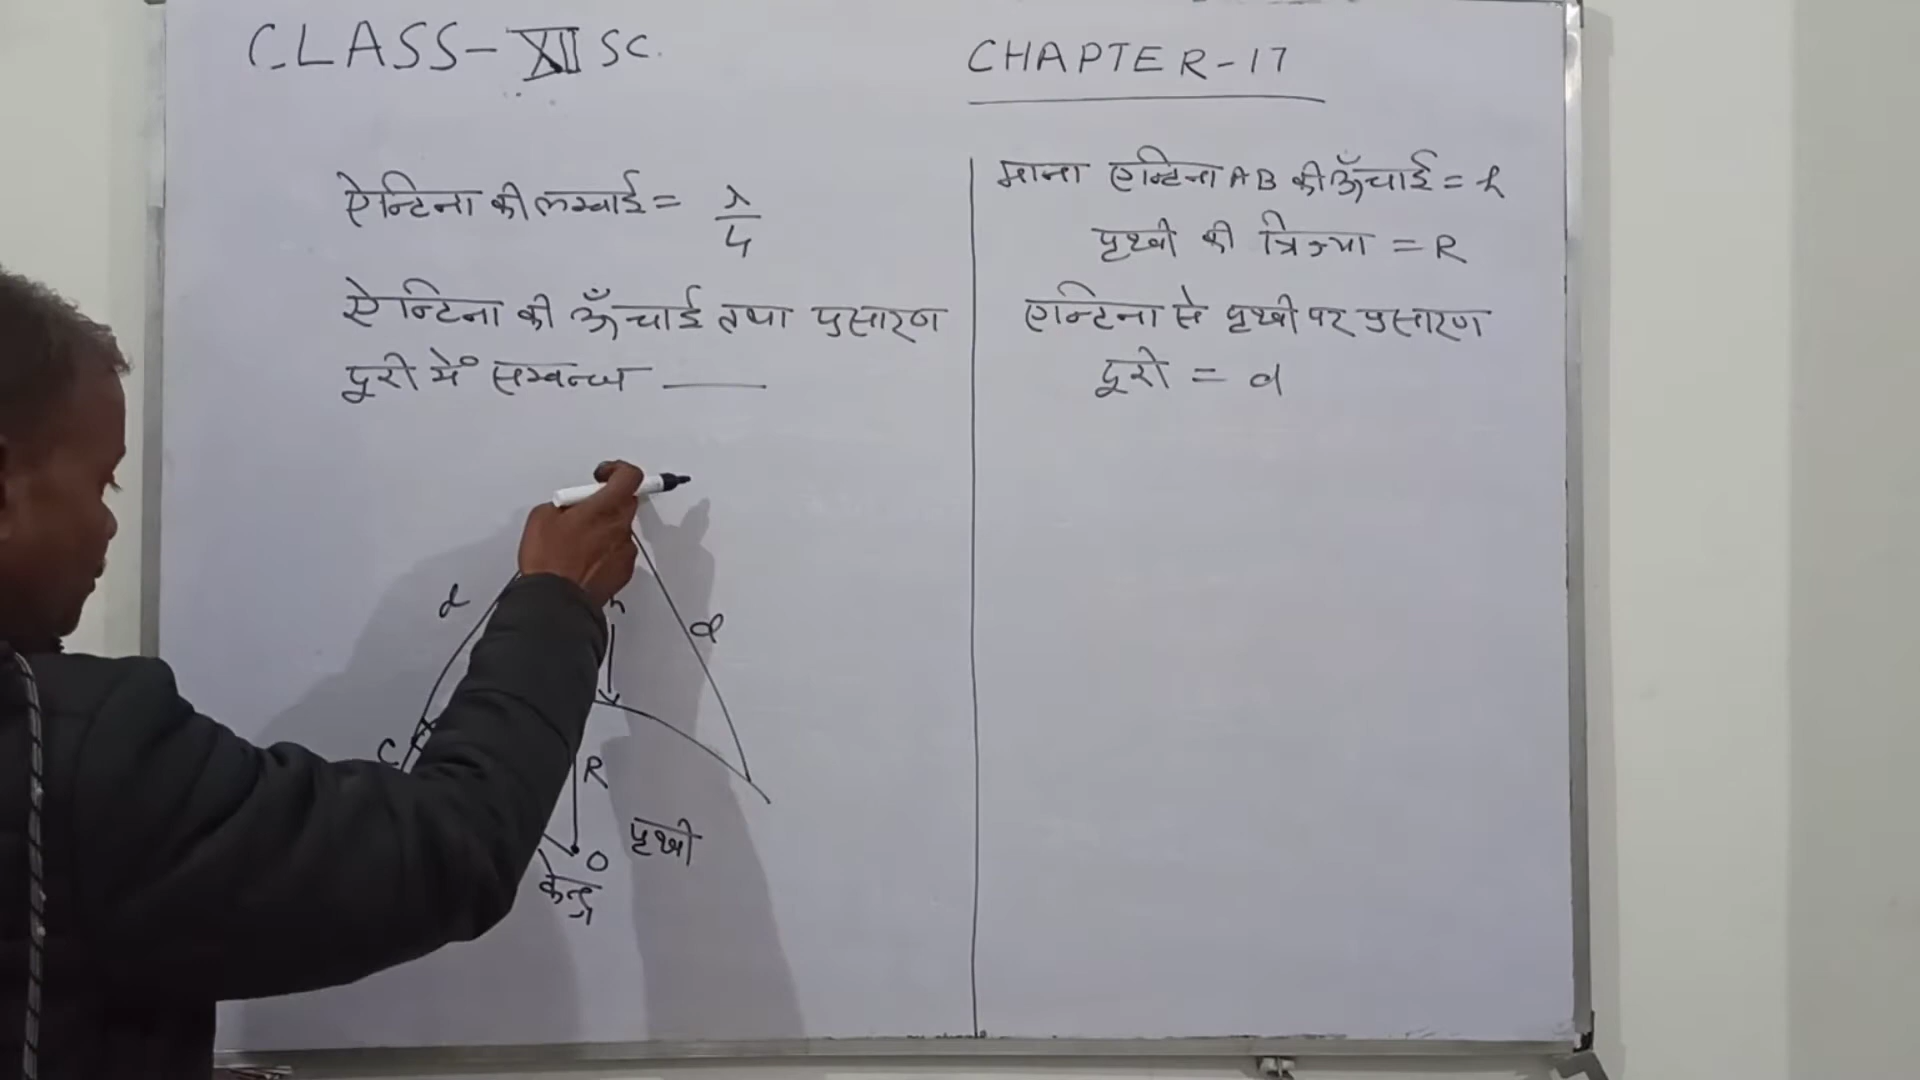 CLASS-XII SC.
CHAPTER-17
ऐन्टिना की लम्बाई = λ/4
ऐन्टिना की ऊँचाई तथा प्रसारण
दूरी में सम्बन्ध —
माना एन्टिना AB की ऊँचाई = h
पृथ्वी की त्रिज्या = R
एन्टिना से पृथ्वी पर प्रसारण
दूरी = d
d
h
d
C
R
O
पृथ्वी
केन्द्र